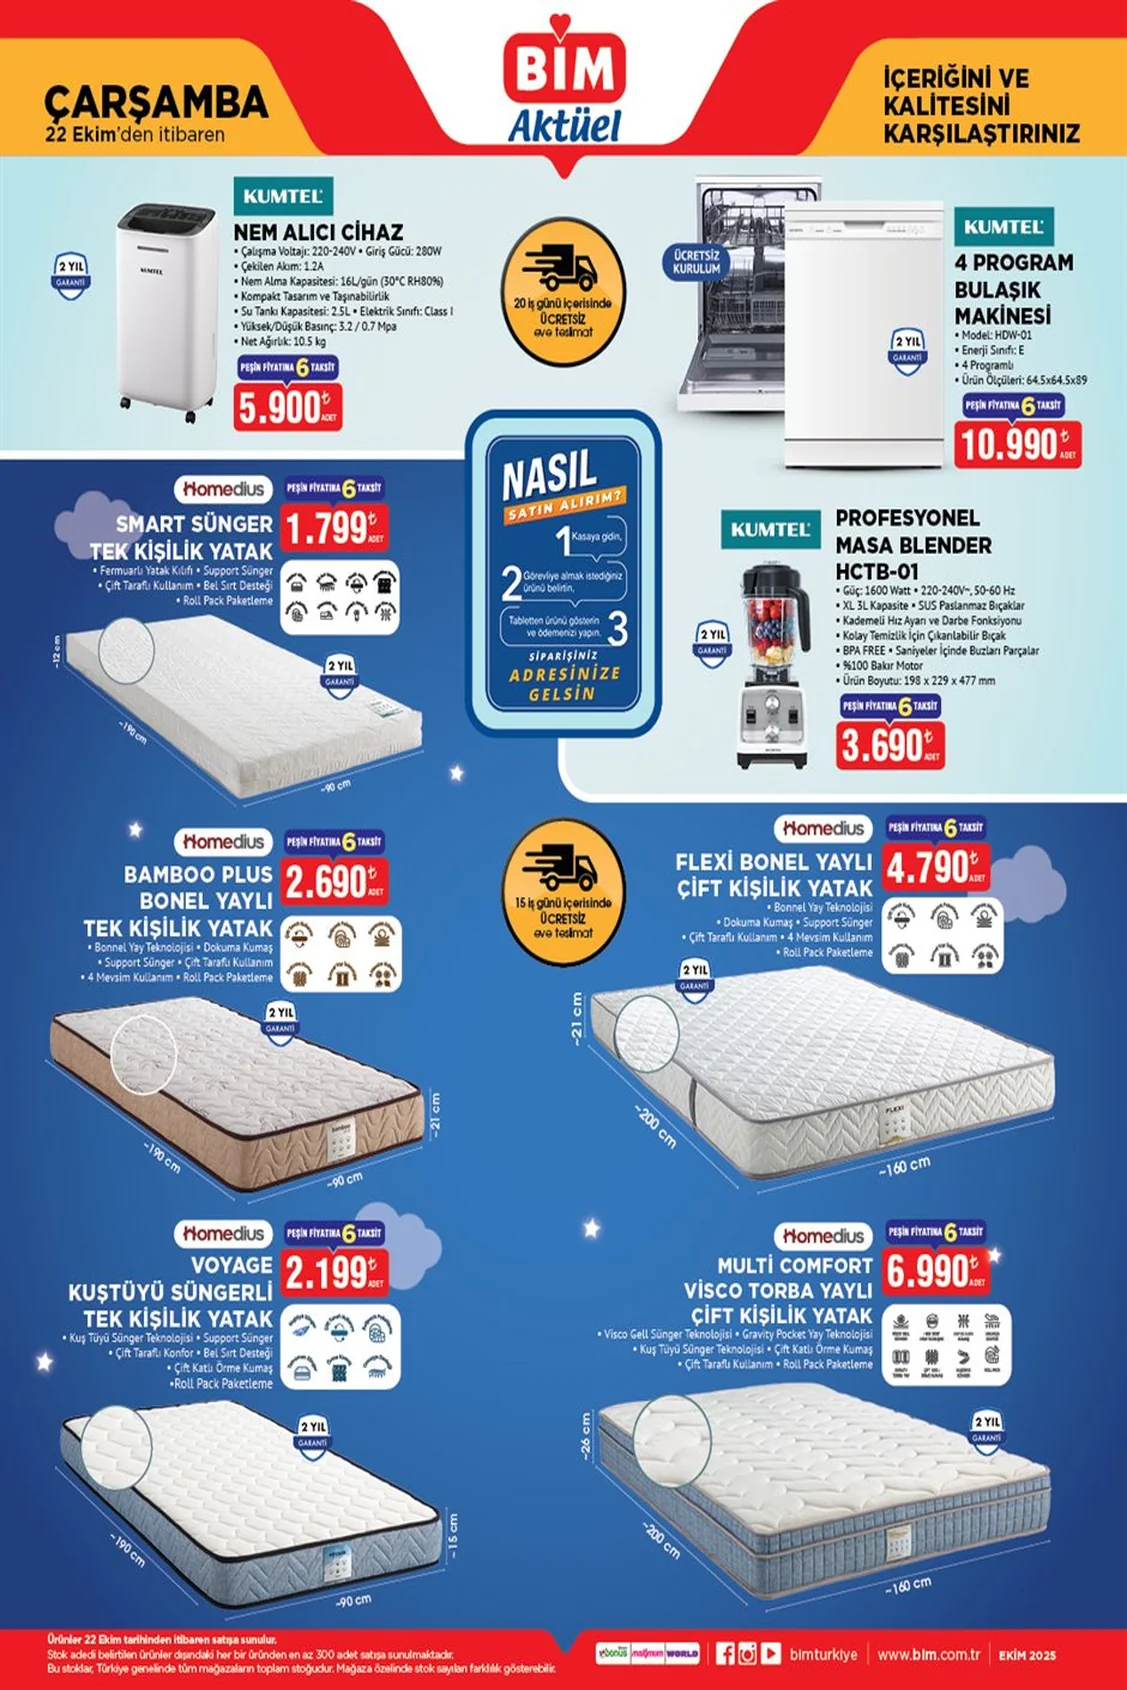 BİM
Aktüel
ÇARŞAMBA
22 Ekim'den itibaren
İÇERİĞİNİ VE
KALİTESİNİ
KARŞILAŞTIRINIZ
KUMTEL
NEM ALICI CİHAZ
• Çalışma Voltajı: 220-240V • Giriş Gücü: 280W
• Çekilen Akım: 1.2A
• Nem Alma Kapasitesi: 16L/gün (30°C RH80%)
• Kompakt Tasarım ve Taşınabilirlik
• Su Tankı Kapasitesi: 2.5L • Elektrik Sınıfı: Class I
• Yüksek/Düşük Basınç: 3.2 / 0.7 Mpa
• Net Ağırlık: 10.5 kg
PEŞİN FİYATINA 6 TAKSİT
5.900₺
ADET
2 YIL
GARANTİ
KUMTEL
20 iş günü içerisinde
ÜCRETSİZ
eve teslimat
ÜCRETSİZ
KURULUM
2 YIL
GARANTİ
KUMTEL
4 PROGRAM
BULAŞIK
MAKİNESİ
• Model: HDW-01
• Enerji Sınıfı: E
• 4 Programlı
• Ürün Ölçüleri: 64.5x64.5x89
PEŞİN FİYATINA 6 TAKSİT
10.990₺
ADET
NASIL
SATIN ALIRIM?
1 Kasaya gidin,
2 Görevliye almak istediğiniz
ürünü belirtin,
Tabletten ürünü gösterin
ve ödemenizi yapın. 3
SİPARİŞİNİZ
ADRESİNİZE
GELSİN
KUMTEL
PROFESYONEL
MASA BLENDER
HCTB-01
• Güç: 1600 Watt • 220-240V~, 50-60 Hz
• XL 3L Kapasite • SUS Paslanmaz Bıçaklar
• Kademeli Hız Ayarı ve Darbe Fonksiyonu
• Kolay Temizlik İçin Çıkarılabilir Bıçak
• BPA FREE • Saniyeler İçinde Buzları Parçalar
• %100 Bakır Motor
• Ürün Boyutu: 198 x 229 x 477 mm
PEŞİN FİYATINA 6 TAKSİT
3.690₺
ADET
2 YIL
GARANTİ
Homedius
PEŞİN FİYATINA 6 TAKSİT
SMART SÜNGER
TEK KİŞİLİK YATAK
1.799₺
ADET
• Fermuarlı Yatak Kılıfı • Support Sünger
• Çift Taraflı Kullanım • Bel Sırt Desteği
• Roll Pack Paketleme
2 YIL
GARANTİ
~12 cm
~190 cm
~90 cm
Homedius
PEŞİN FİYATINA 6 TAKSİT
BAMBOO PLUS
BONEL YAYLI
TEK KİŞİLİK YATAK
2.690₺
ADET
• Bonnel Yay Teknolojisi • Dokuma Kumaş
• Support Sünger • Çift Taraflı Kullanım
• 4 Mevsim Kullanım • Roll Pack Paketleme
2 YIL
GARANTİ
bamboo
~21 cm
~190 cm
~90 cm
15 iş günü içerisinde
ÜCRETSİZ
eve teslimat
Homedius
PEŞİN FİYATINA 6 TAKSİT
FLEXİ BONEL YAYLI
ÇİFT KİŞİLİK YATAK
4.790₺
ADET
• Bonnel Yay Teknolojisi
• Dokuma Kumaş • Support Sünger
• Çift Taraflı Kullanım • 4 Mevsim Kullanım
• Roll Pack Paketleme
2 YIL
GARANTİ
FLEXI
~21 cm
~200 cm
~160 cm
Homedius
PEŞİN FİYATINA 6 TAKSİT
VOYAGE
KUŞTÜYÜ SÜNGERLİ
TEK KİŞİLİK YATAK
2.199₺
ADET
• Kuş Tüyü Sünger Teknolojisi • Support Sünger
• Çift Taraflı Konfor • Bel Sırt Desteği
• Çift Katlı Örme Kumaş
•Roll Pack Paketleme
2 YIL
GARANTİ
~15 cm
~190 cm
~90 cm
Homedius
PEŞİN FİYATINA 6 TAKSİT
MULTİ COMFORT
VİSCO TORBA YAYLI
ÇİFT KİŞİLİK YATAK
6.990₺
ADET
• Visco Gell Sünger Teknolojisi • Gravity Pocket Yay Teknolojisi
• Kuş Tüyü Sünger Teknolojisi • Çift Katlı Örme Kumaş
• Çift Taraflı Kullanım • Roll Pack Paketleme
2 YIL
GARANTİ
~26 cm
~200 cm
~160 cm
Ürünler 22 Ekim tarihinden itibaren satışa sunulur.
Stok adedi belirtilen ürünler dışındaki her bir üründen en az 300 adet satışa sunulmaktadır.
Bu stoklar, Türkiye genelinde tüm mağazaların toplam stoğudur. Mağaza özelinde stok sayıları farklılık gösterebilir.
bonus maximum WORLD
bimturkiye
www.bim.com.tr
EKİM 2025